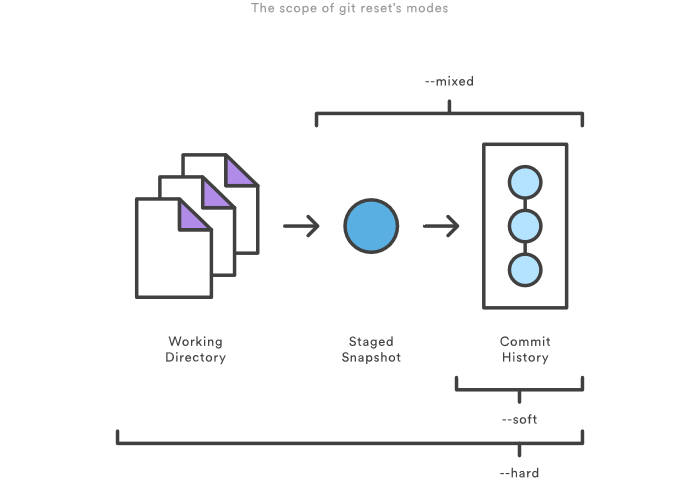 The scope of git reset's modes
--mixed
Working
Directory
Staged
Snapshot
Commit
History
--soft
--hard